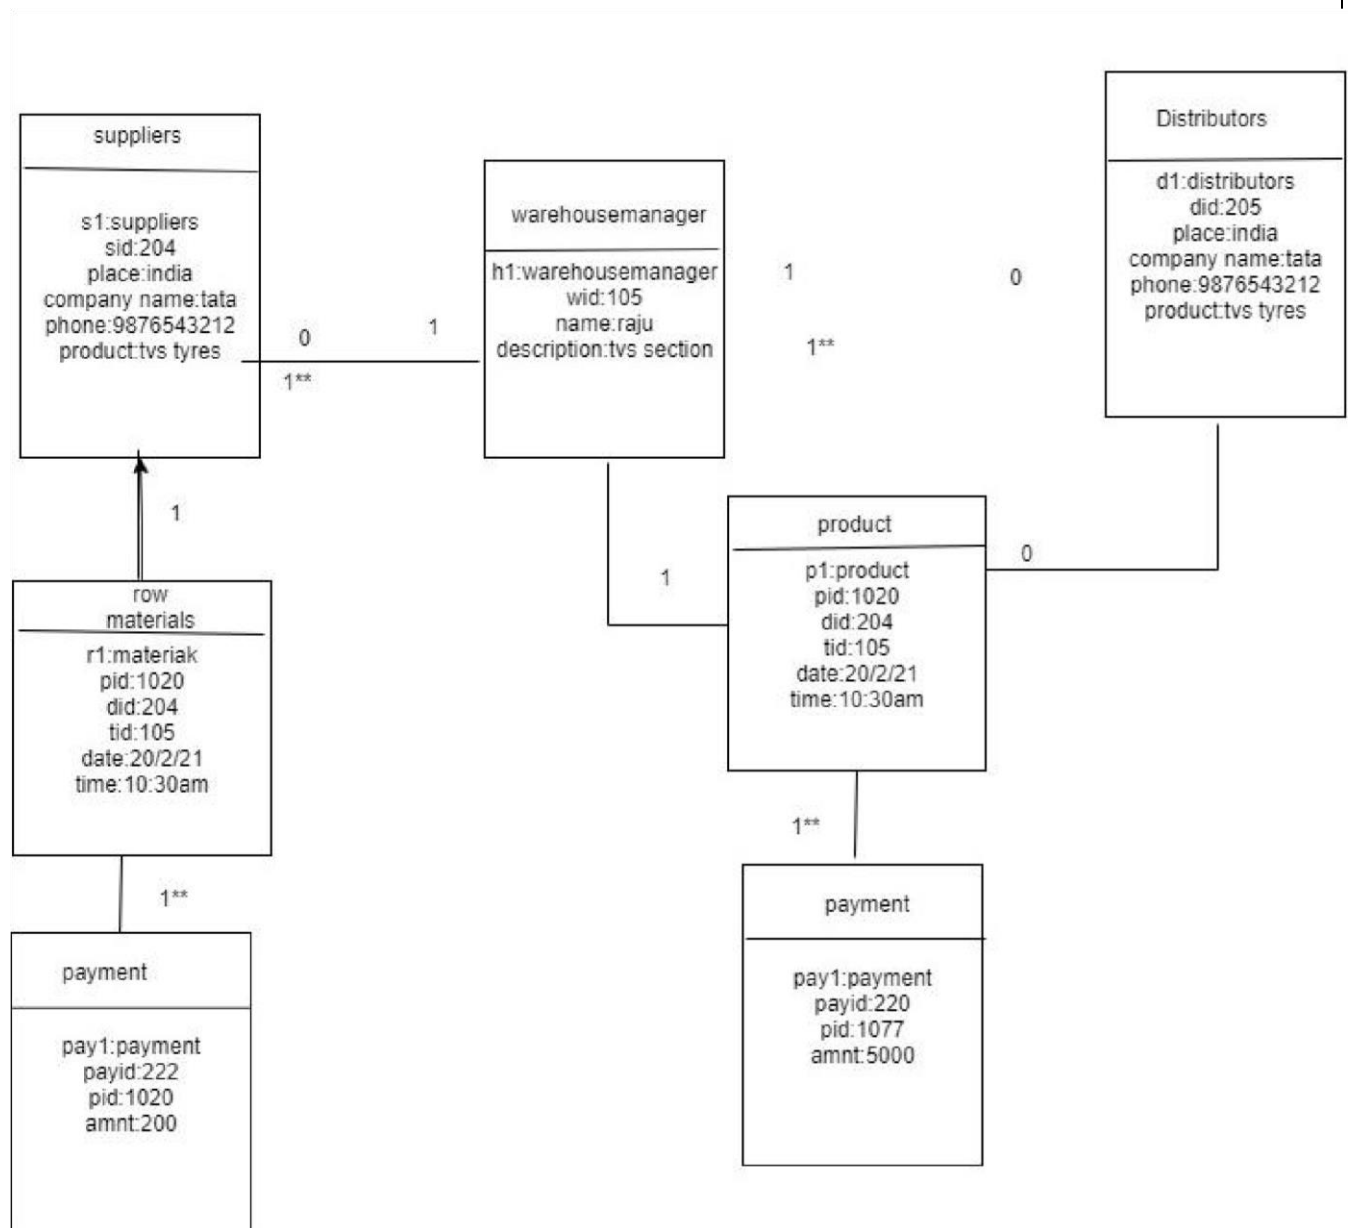 suppliers
s1:suppliers
sid:204
place:india
company name:tata
phone:9876543212
product:tvs tyres
0
1
1**
warehousemanager
h1:warehousemanager
wid:105
name:raju
description:tvs section
1
0
1**
Distributors
d1:distributors
did:205
place:india
company name:tata
phone:9876543212
product:tvs tyres
1
row
materials
r1:materiak
pid:1020
did:204
tid:105
date:20/2/21
time:10:30am
1
product
p1:product
pid:1020
did:204
tid:105
date:20/2/21
time:10:30am
0
1**
payment
pay1:payment
payid:222
pid:1020
amnt:200
1**
payment
pay1:payment
payid:220
pid:1077
amnt:5000